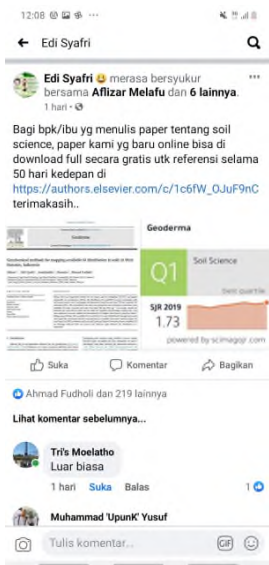 12:08
Edi Syafri
Edi Syafri 😀 merasa bersyukur
bersama Aflizar Melafu dan 6 lainnya.
1 hari •
Bagi bpk/ibu yg menulis paper tentang soil
science, paper kami yg baru online bisa di
download full secara gratis utk referensi selama
50 hari kedepan di
https://authors.elsevier.com/c/1c6fW_OJuF9nC
terimakasih..
Geoderma
Q1
Soil Science
best quartile
SJR 2019
1.73
powered by scimagojr.com
Suka
Komentar
Bagikan
Ahmad Fudholi dan 219 lainnya
Lihat komentar sebelumnya...
Tri's Moelatho
Luar biasa
1 hari Suka Balas 1
Muhammad 'UpunK' Yusuf
Tulis komentar...
GIF